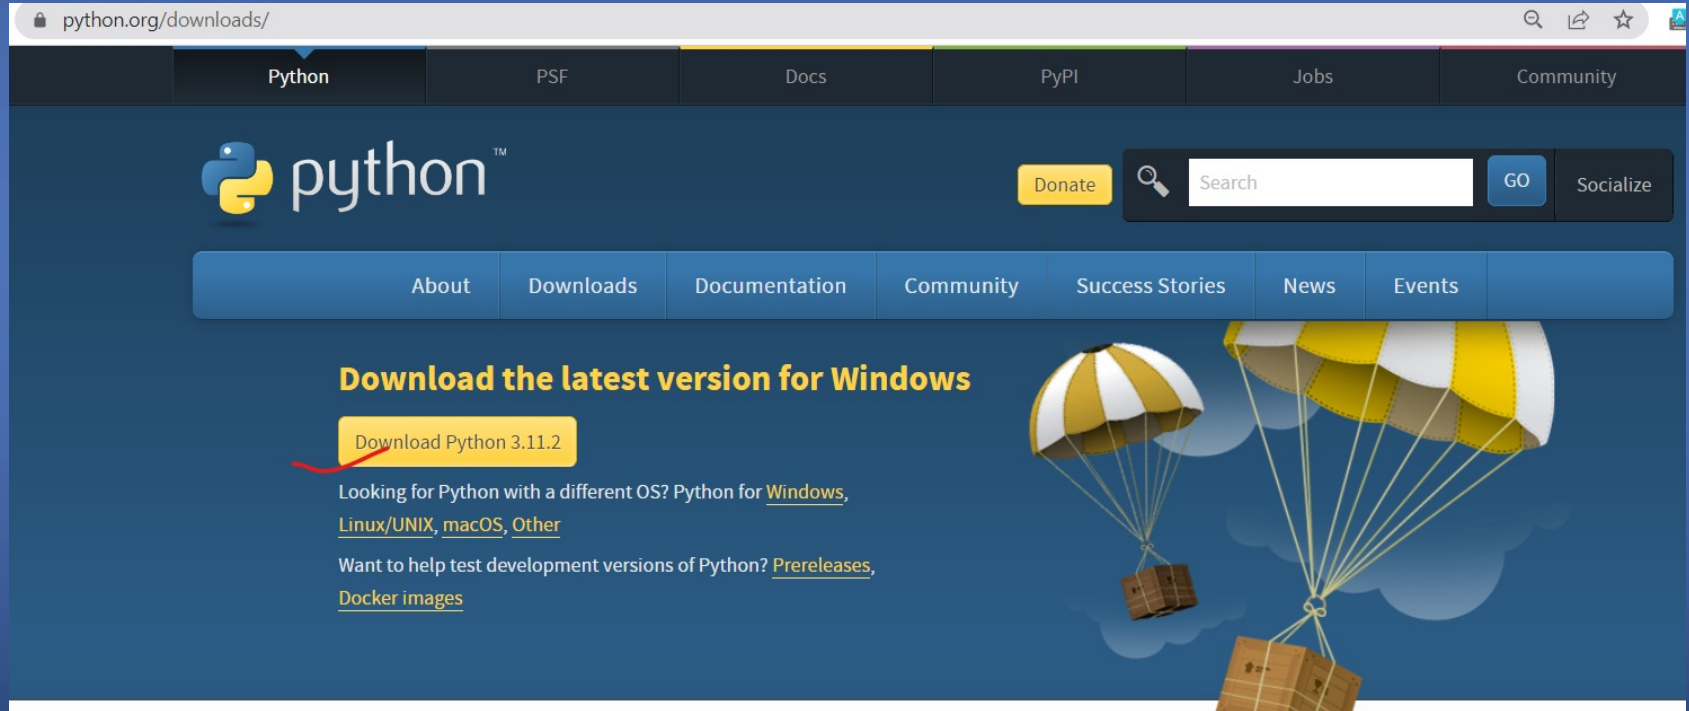 python.org/downloads/
Python PSF Docs PyPI Jobs Community
python™
Donate Search GO Socialize
About Downloads Documentation Community Success Stories News Events
Download the latest version for Windows
Download Python 3.11.2
Looking for Python with a different OS? Python for Windows,
Linux/UNIX, macOS, Other
Want to help test development versions of Python? Prereleases,
Docker images